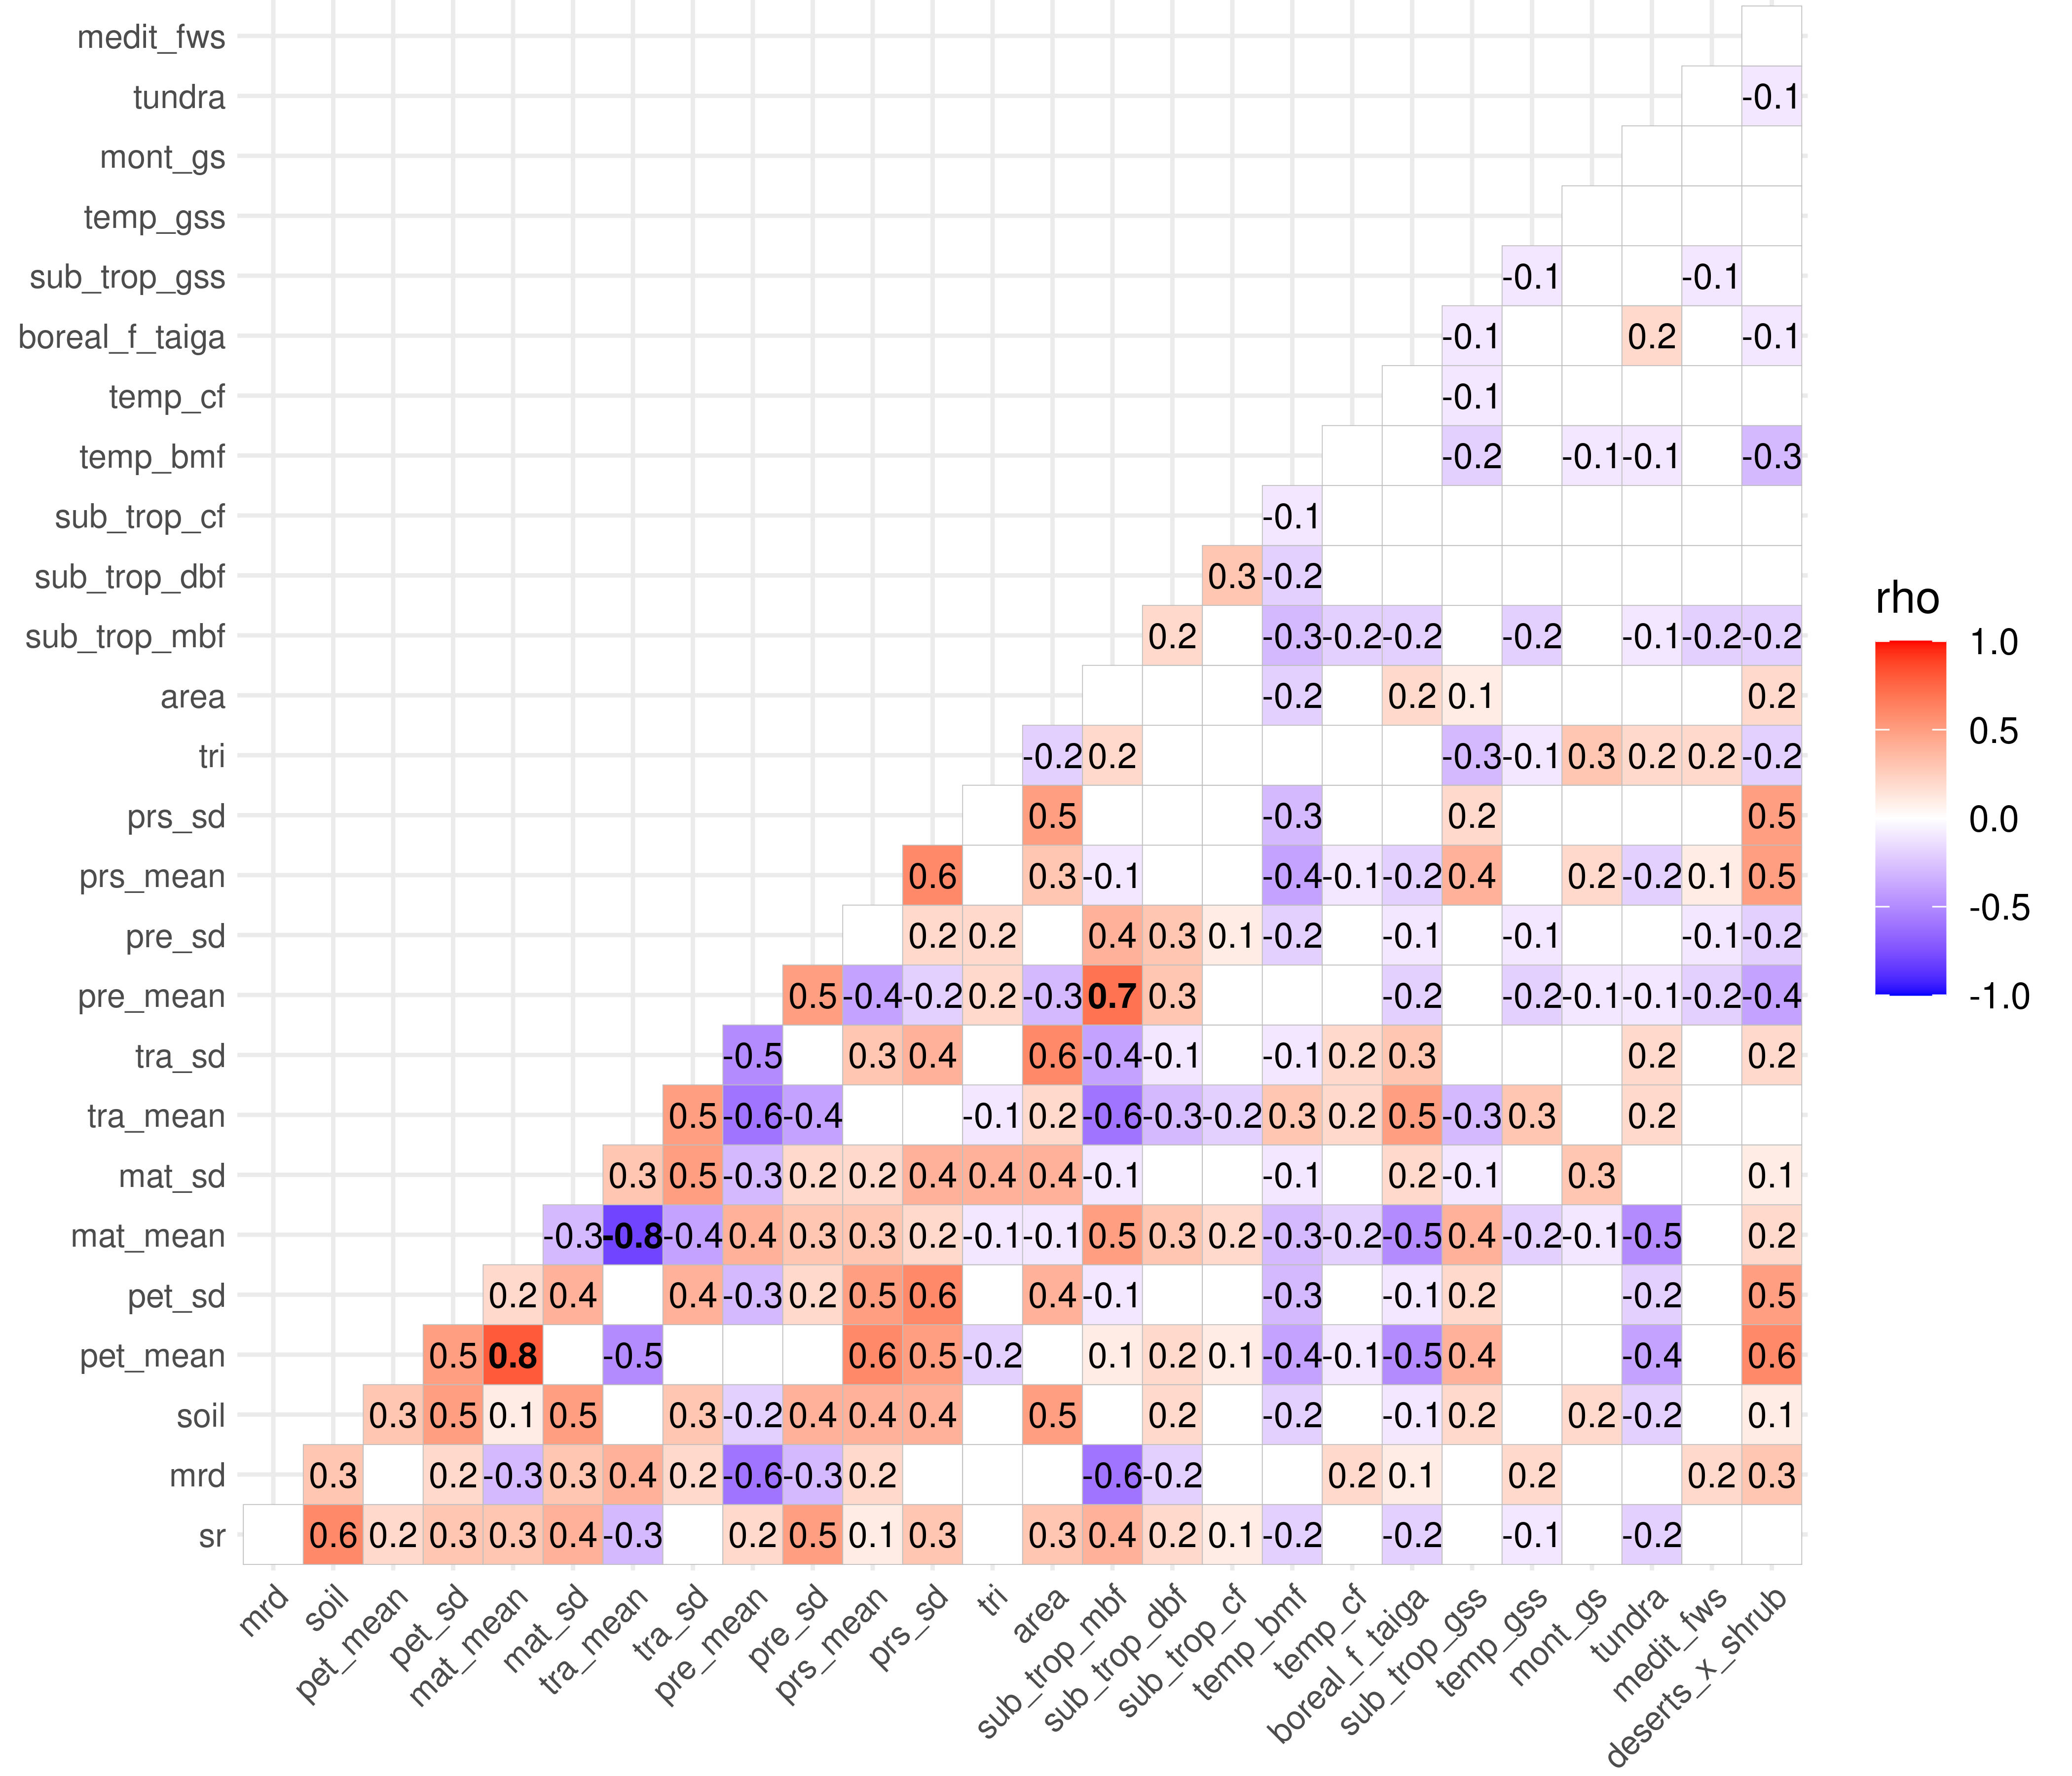 medit_fws
tundra -0.1
mont_gs
temp_gss
sub_trop_gss -0.1 -0.1
boreal_f_taiga -0.1 0.2 -0.1
temp_cf -0.1
temp_bmf -0.2 -0.1 -0.1 -0.3
sub_trop_cf -0.1
sub_trop_dbf 0.3 -0.2
sub_trop_mbf 0.2 -0.3 -0.2 -0.2 -0.2 -0.1 -0.2 -0.2
area -0.2 0.2 0.1 0.2
tri -0.2 0.2 -0.3 -0.1 0.3 0.2 0.2 -0.2
prs_sd 0.5 -0.3 0.2 0.5
prs_mean 0.6 0.3 -0.1 -0.4 -0.1 -0.2 0.4 0.2 -0.2 0.1 0.5
pre_sd 0.2 0.2 0.4 0.3 0.1 -0.2 -0.1 -0.1 -0.1 -0.2
pre_mean 0.5 -0.4 -0.2 0.2 -0.3 0.7 0.3 -0.2 -0.2 -0.1 -0.1 -0.2 -0.4
tra_sd -0.5 0.3 0.4 0.6 -0.4 -0.1 -0.1 0.2 0.3 0.2 0.2
tra_mean 0.5 -0.6 -0.4 -0.1 0.2 -0.6 -0.3 -0.2 0.3 0.2 0.5 -0.3 0.3 0.2
mat_sd 0.3 0.5 -0.3 0.2 0.2 0.4 0.4 0.4 -0.1 -0.1 0.2 -0.1 0.3 0.1
mat_mean -0.3 -0.8 -0.4 0.4 0.3 0.3 0.2 -0.1 -0.1 0.5 0.3 0.2 -0.3 -0.2 -0.5 0.4 -0.2 -0.1 -0.5 0.2
pet_sd 0.2 0.4 0.4 -0.3 0.2 0.5 0.6 0.4 -0.1 -0.3 -0.1 0.2 -0.2 0.5
pet_mean 0.5 0.8 -0.5 0.6 0.5 -0.2 0.1 0.2 0.1 -0.4 -0.1 -0.5 0.4 -0.4 0.6
soil 0.3 0.5 0.1 0.5 0.3 -0.2 0.4 0.4 0.4 0.5 0.2 -0.2 -0.1 0.2 0.2 -0.2 0.1
mrd 0.3 0.2 -0.3 0.3 0.4 0.2 -0.6 -0.3 0.2 -0.6 -0.2 0.2 0.1 0.2 0.2 0.3
sr 0.6 0.2 0.3 0.3 0.4 -0.3 0.2 0.5 0.1 0.3 0.3 0.4 0.2 0.1 -0.2 -0.2 -0.1 -0.2
mrd
soil
pet_mean
pet_sd
mat_mean
mat_sd
tra_mean
tra_sd
pre_mean
pre_sd
prs_mean
prs_sd
tri
area
sub_trop_mbf
sub_trop_dbf
sub_trop_cf
temp_bmf
temp_cf
boreal_f_taiga
sub_trop_gss
temp_gss
mont_gs
tundra
medit_fws
deserts_x_shrub
rho
1.0
0.5
0.0
-0.5
-1.0